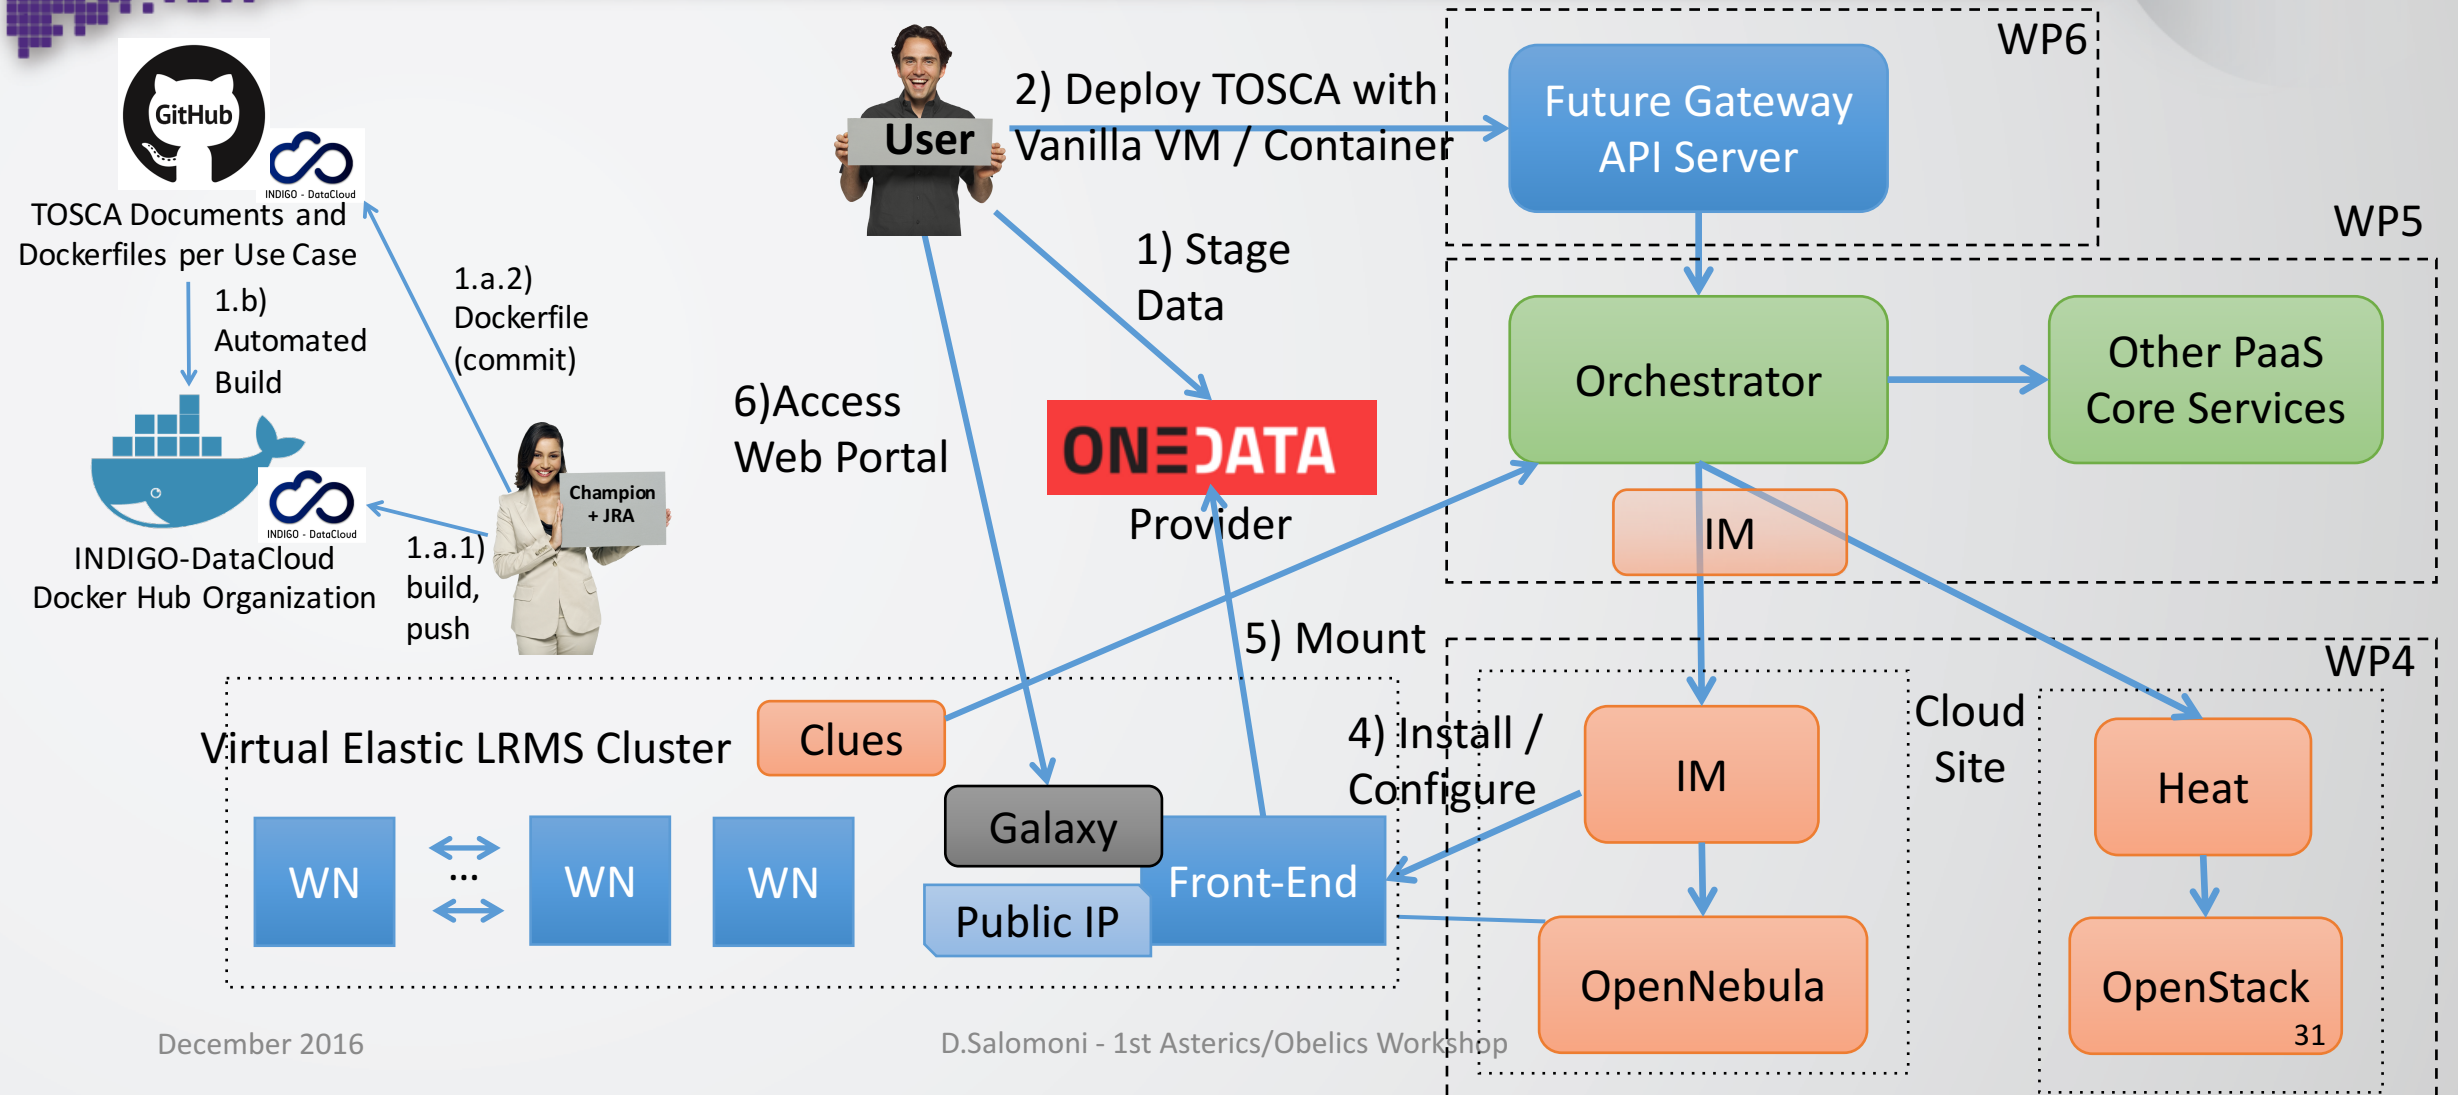 GitHub
INDIGO - DataCloud
TOSCA Documents and
Dockerfiles per Use Case
1.b)
Automated
Build
1.a.2)
Dockerfile
(commit)
INDIGO - DataCloud
INDIGO-DataCloud
Docker Hub Organization
1.a.1)
build,
push
Champion
+ JRA
User
2) Deploy TOSCA with
Vanilla VM / Container
1) Stage
Data
6)Access
Web Portal
ONEDATA
Provider
5) Mount
WP6
Future Gateway
API Server
WP5
Orchestrator
Other PaaS
Core Services
IM
WP4
Cloud
Site
4) Install /
Configure
IM
Heat
OpenNebula
OpenStack
Virtual Elastic LRMS Cluster
Clues
WN
...
WN
WN
Galaxy
Front-End
Public IP
December 2016
D.Salomoni - 1st Asterics/Obelics Workshop
31